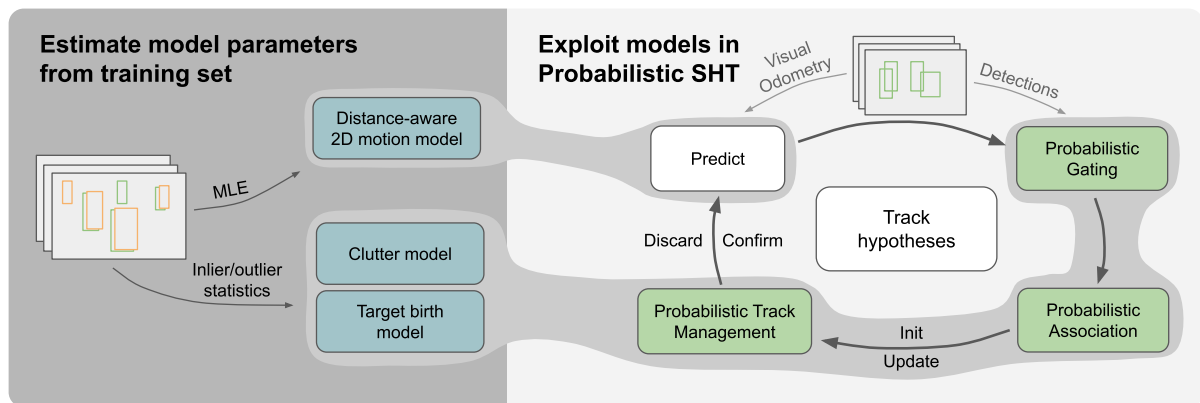 Estimate model parameters
from training set
Distance-aware
2D motion model
MLE
Clutter model
Inlier/outlier
statistics
Target birth
model
Exploit models in
Probabilistic SHT
Visual
Odometry
Detections
Predict
Probabilistic
Gating
Track
hypotheses
Discard
Confirm
Probabilistic Track
Management
Init
Update
Probabilistic
Association